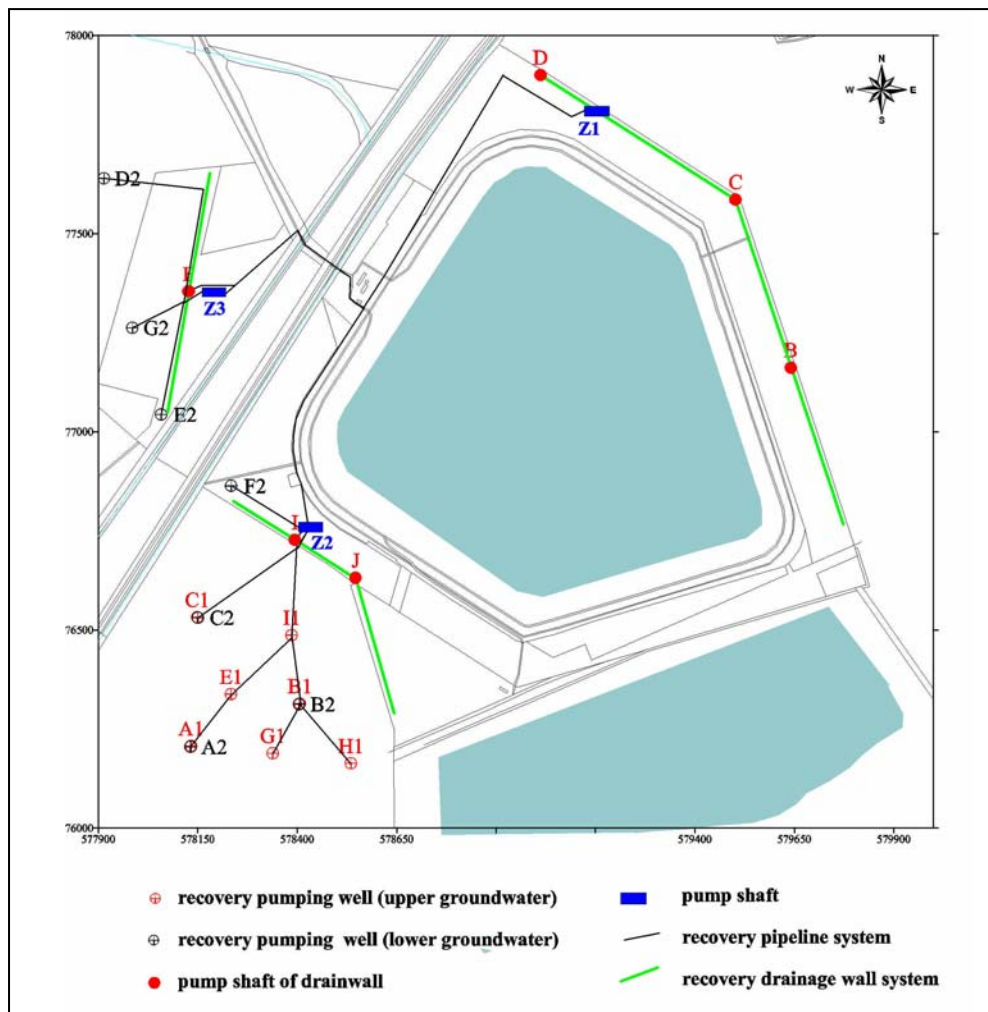 78000
N
W E
S
D
Z1
D2
C
77500
F
Z3
G2
B
E2
77000
F2
I
Z2
J
C1
C2
76500
I1
E1
B1
B2
A1
A2
G1
H1
76000
577900 578150 578400 578650 579400 579650 579900
recovery pumping well (upper groundwater)
pump shaft
recovery pumping well (lower groundwater)
recovery pipeline system
pump shaft of drainwall
recovery drainage wall system